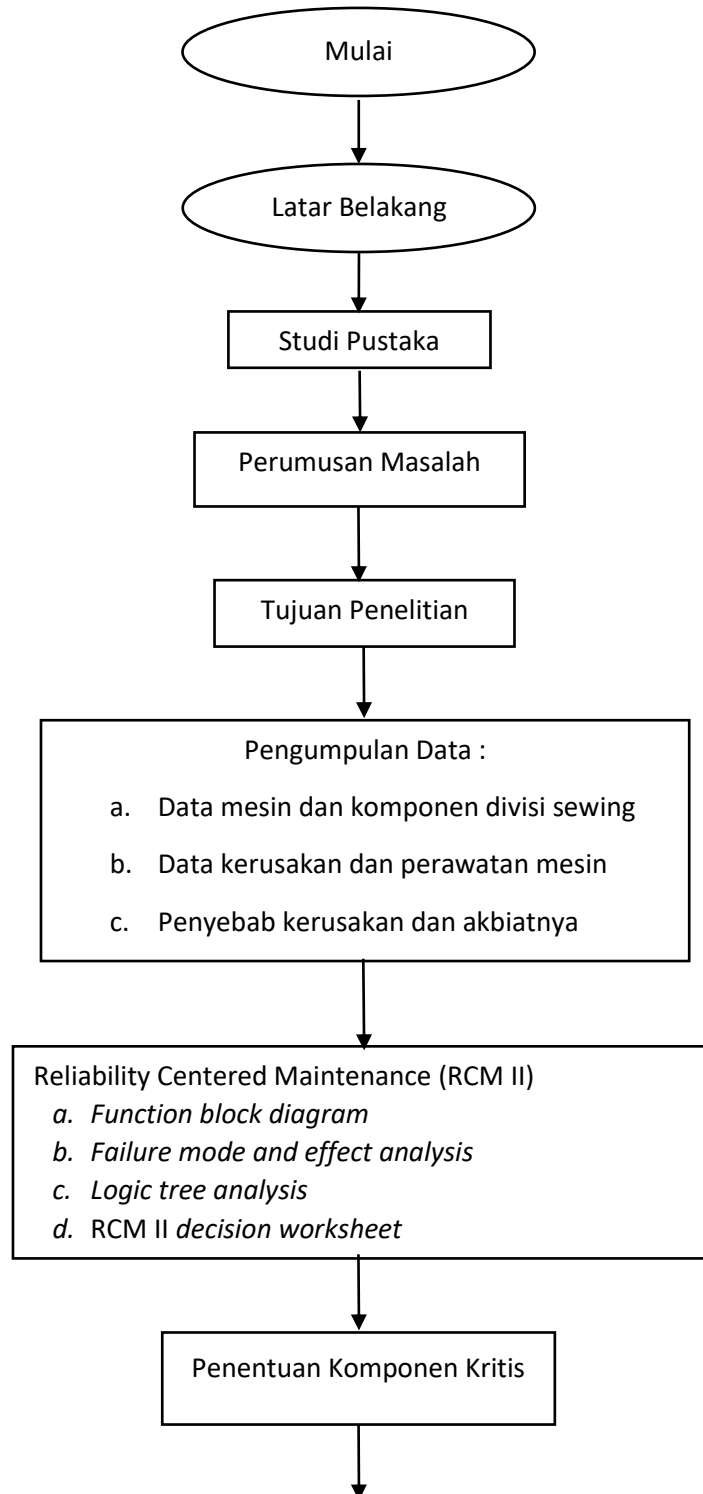 Mulai
Latar Belakang
Studi Pustaka
Perumusan Masalah
Tujuan Penelitian
Pengumpulan Data :
a. Data mesin dan komponen divisi sewing
b. Data kerusakan dan perawatan mesin
c. Penyebab kerusakan dan akbiatnya
Reliability Centered Maintenance (RCM II)
a. Function block diagram
b. Failure mode and effect analysis
c. Logic tree analysis
d. RCM II decision worksheet
Penentuan Komponen Kritis